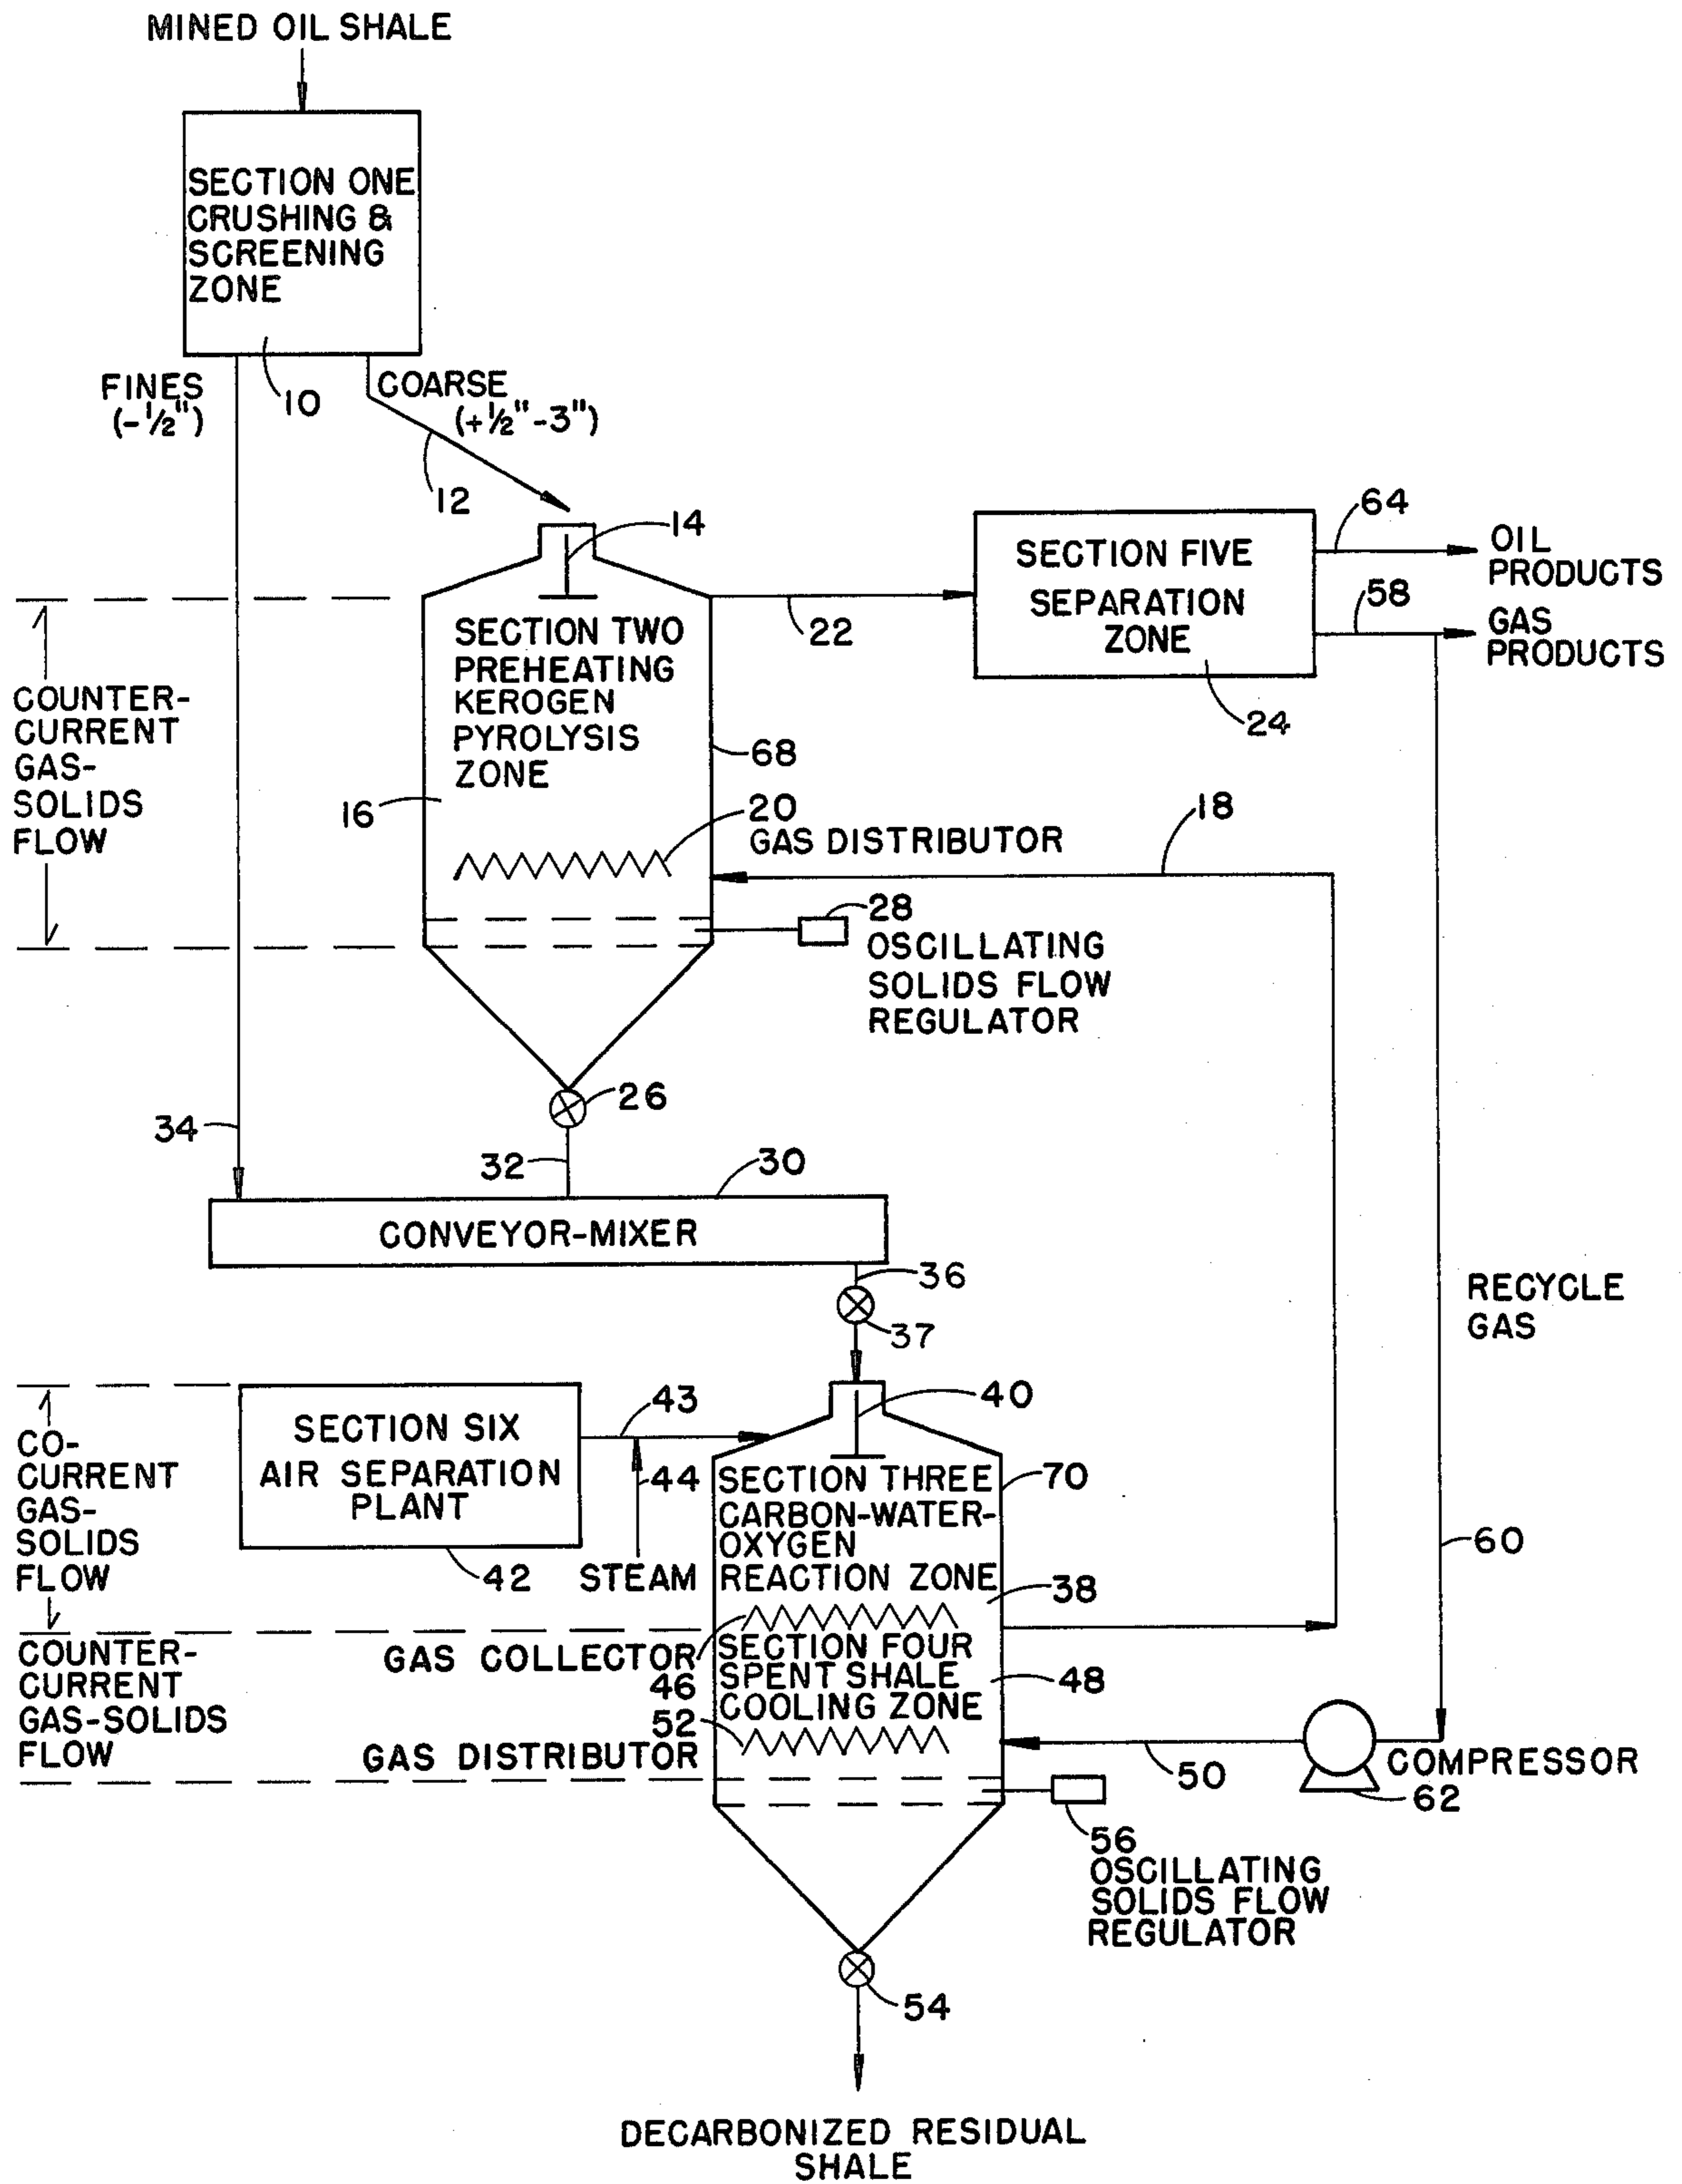 MINED OIL SHALE
SECTION ONE
CRUSHING &
SCREENING
ZONE
10
FINES
(-½")
COARSE
(+½"-3")
12
14
SECTION TWO
PREHEATING
KEROGEN
PYROLYSIS
ZONE
16
68
20
GAS DISTRIBUTOR
18
22
SECTION FIVE
SEPARATION
ZONE
24
64
OIL
PRODUCTS
58
GAS
PRODUCTS
COUNTER-
CURRENT
GAS-
SOLIDS
FLOW
28
OSCILLATING
SOLIDS FLOW
REGULATOR
26
34
32
30
CONVEYOR-MIXER
36
37
RECYCLE
GAS
40
43
SECTION SIX
AIR SEPARATION
PLANT
42
44
STEAM
CO-
CURRENT
GAS-
SOLIDS
FLOW
SECTION THREE
CARBON-WATER-
OXYGEN
REACTION ZONE
70
38
60
COUNTER-
CURRENT
GAS-SOLIDS
FLOW
GAS COLLECTOR
46
SECTION FOUR
SPENT SHALE
COOLING ZONE
48
52
GAS DISTRIBUTOR
50
COMPRESSOR
62
56
OSCILLATING
SOLIDS FLOW
REGULATOR
54
DECARBONIZED RESIDUAL
SHALE